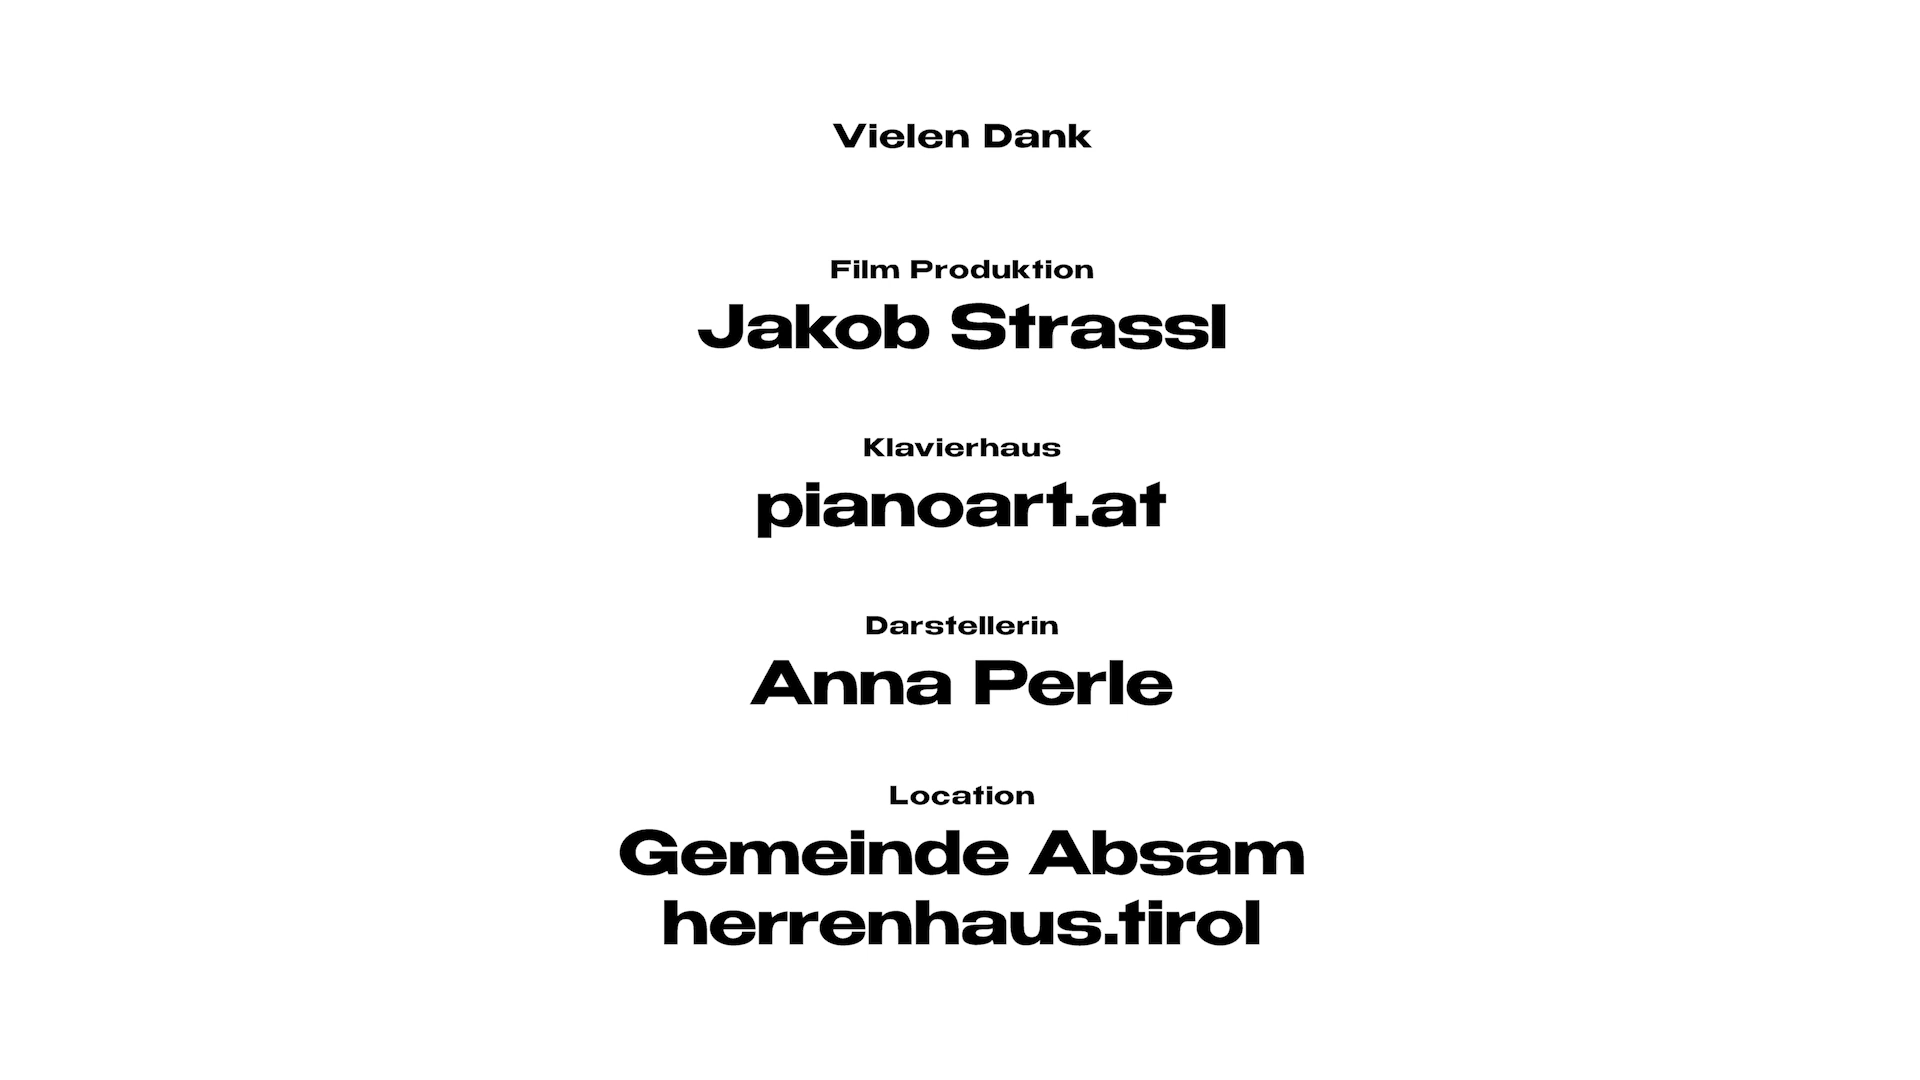 Vielen Dank
Film Produktion
Jakob Strassl
Klavierhaus
pianoart.at
Darstellerin
Anna Perle
Location
Gemeinde Absam
herrenhaus.tirol